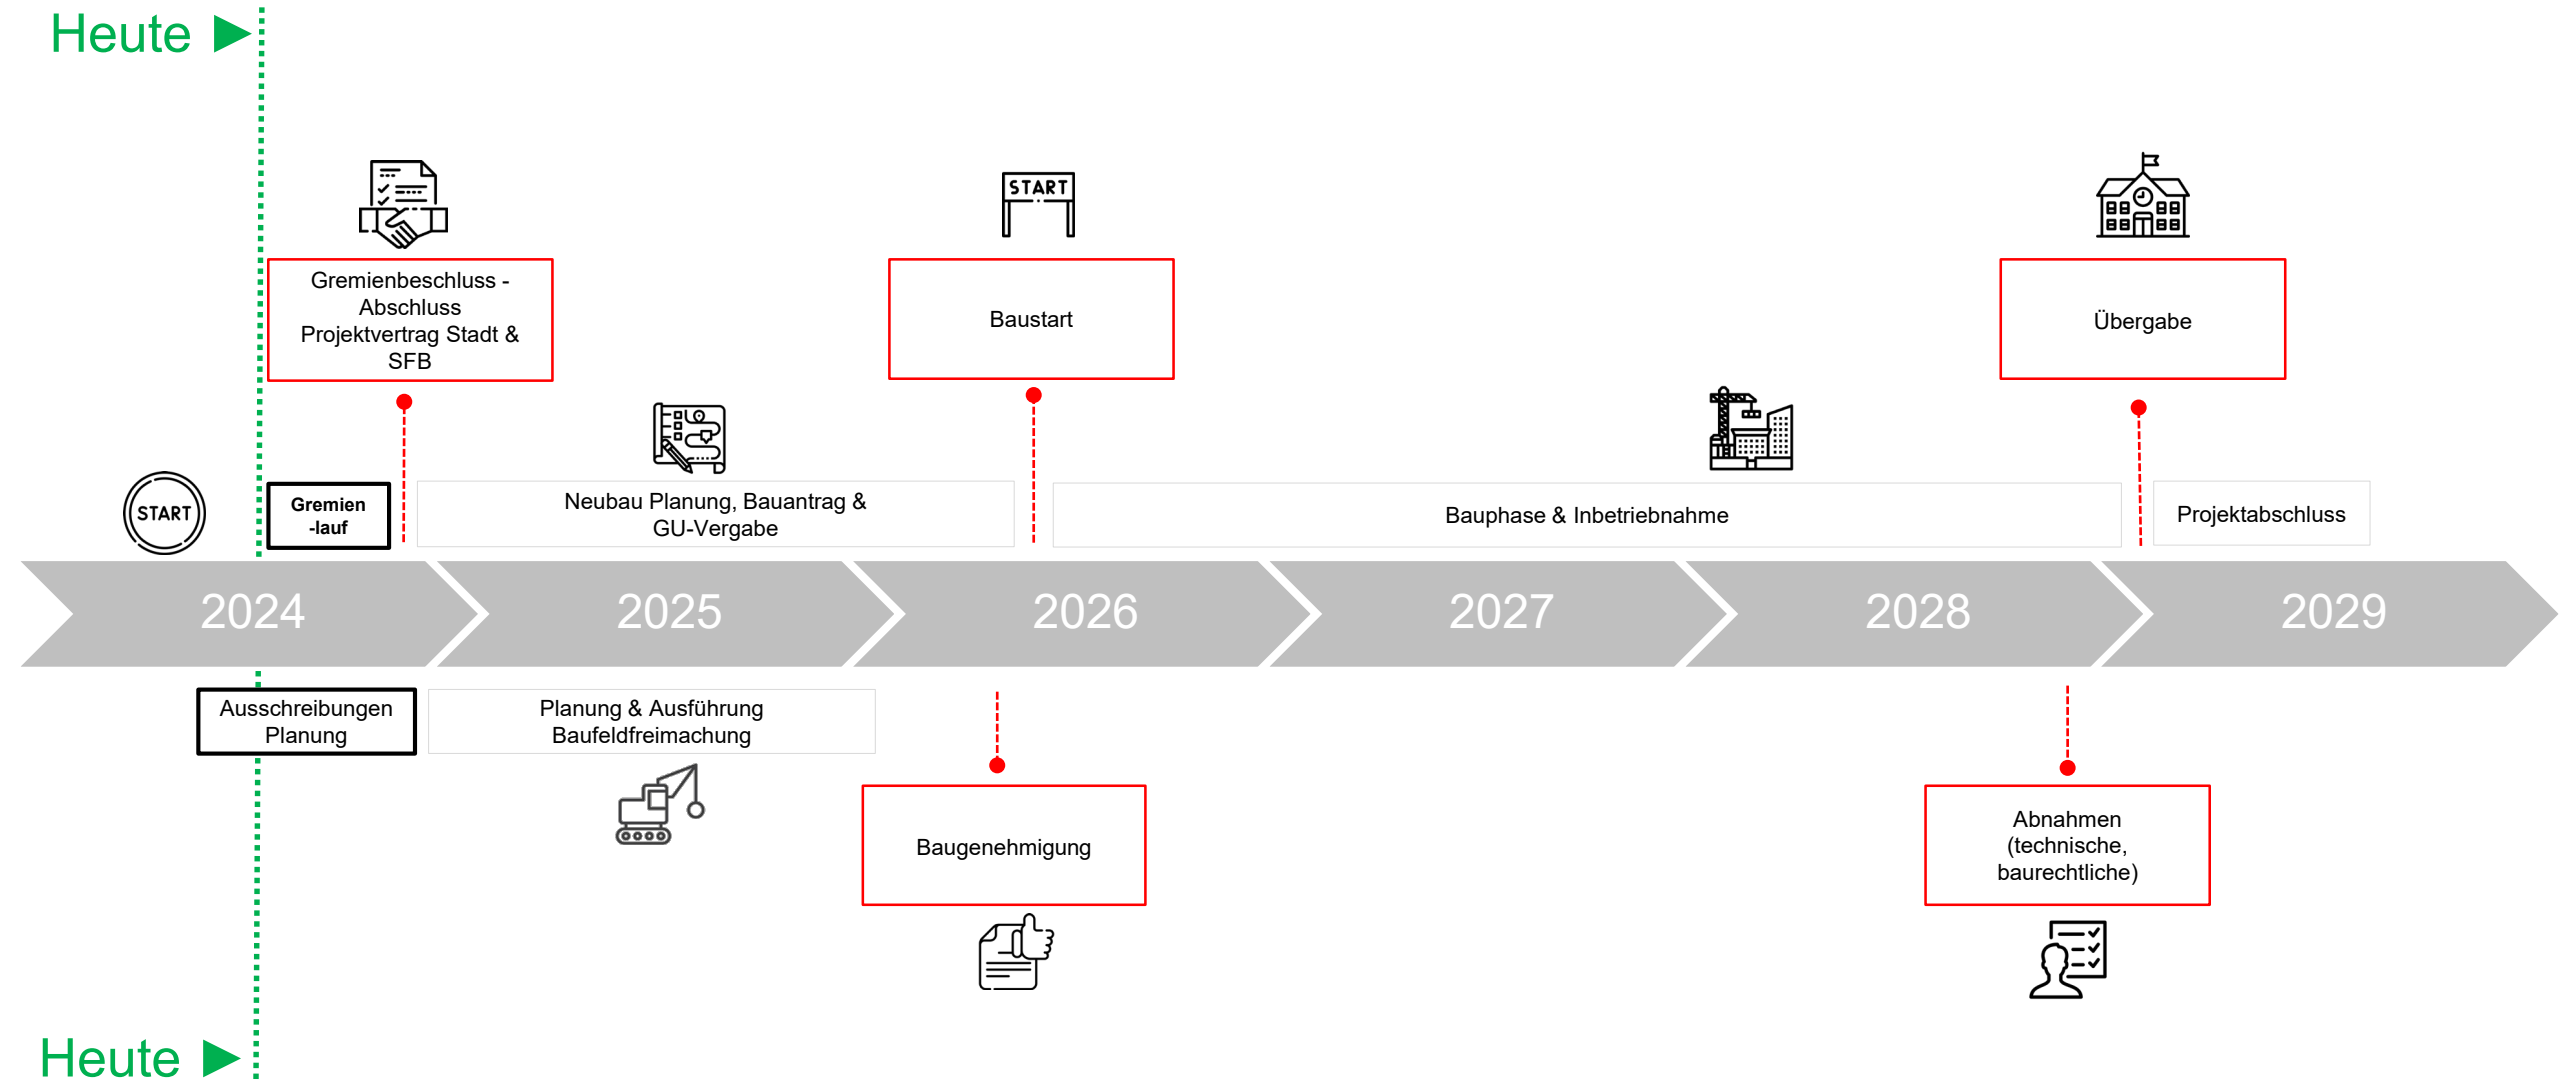 Heute
START
Gremienbeschluss -
Abschluss
Projektvertrag Stadt &
SFB
Baustart
Übergabe
START
Gremien
-lauf
Neubau Planung, Bauantrag &
GU-Vergabe
Bauphase & Inbetriebnahme
Projektabschluss
2024
2025
2026
2027
2028
2029
Ausschreibungen
Planung
Planung & Ausführung
Baufeldfreimachung
Baugenehmigung
Abnahmen
(technische,
baurechtliche)
Heute